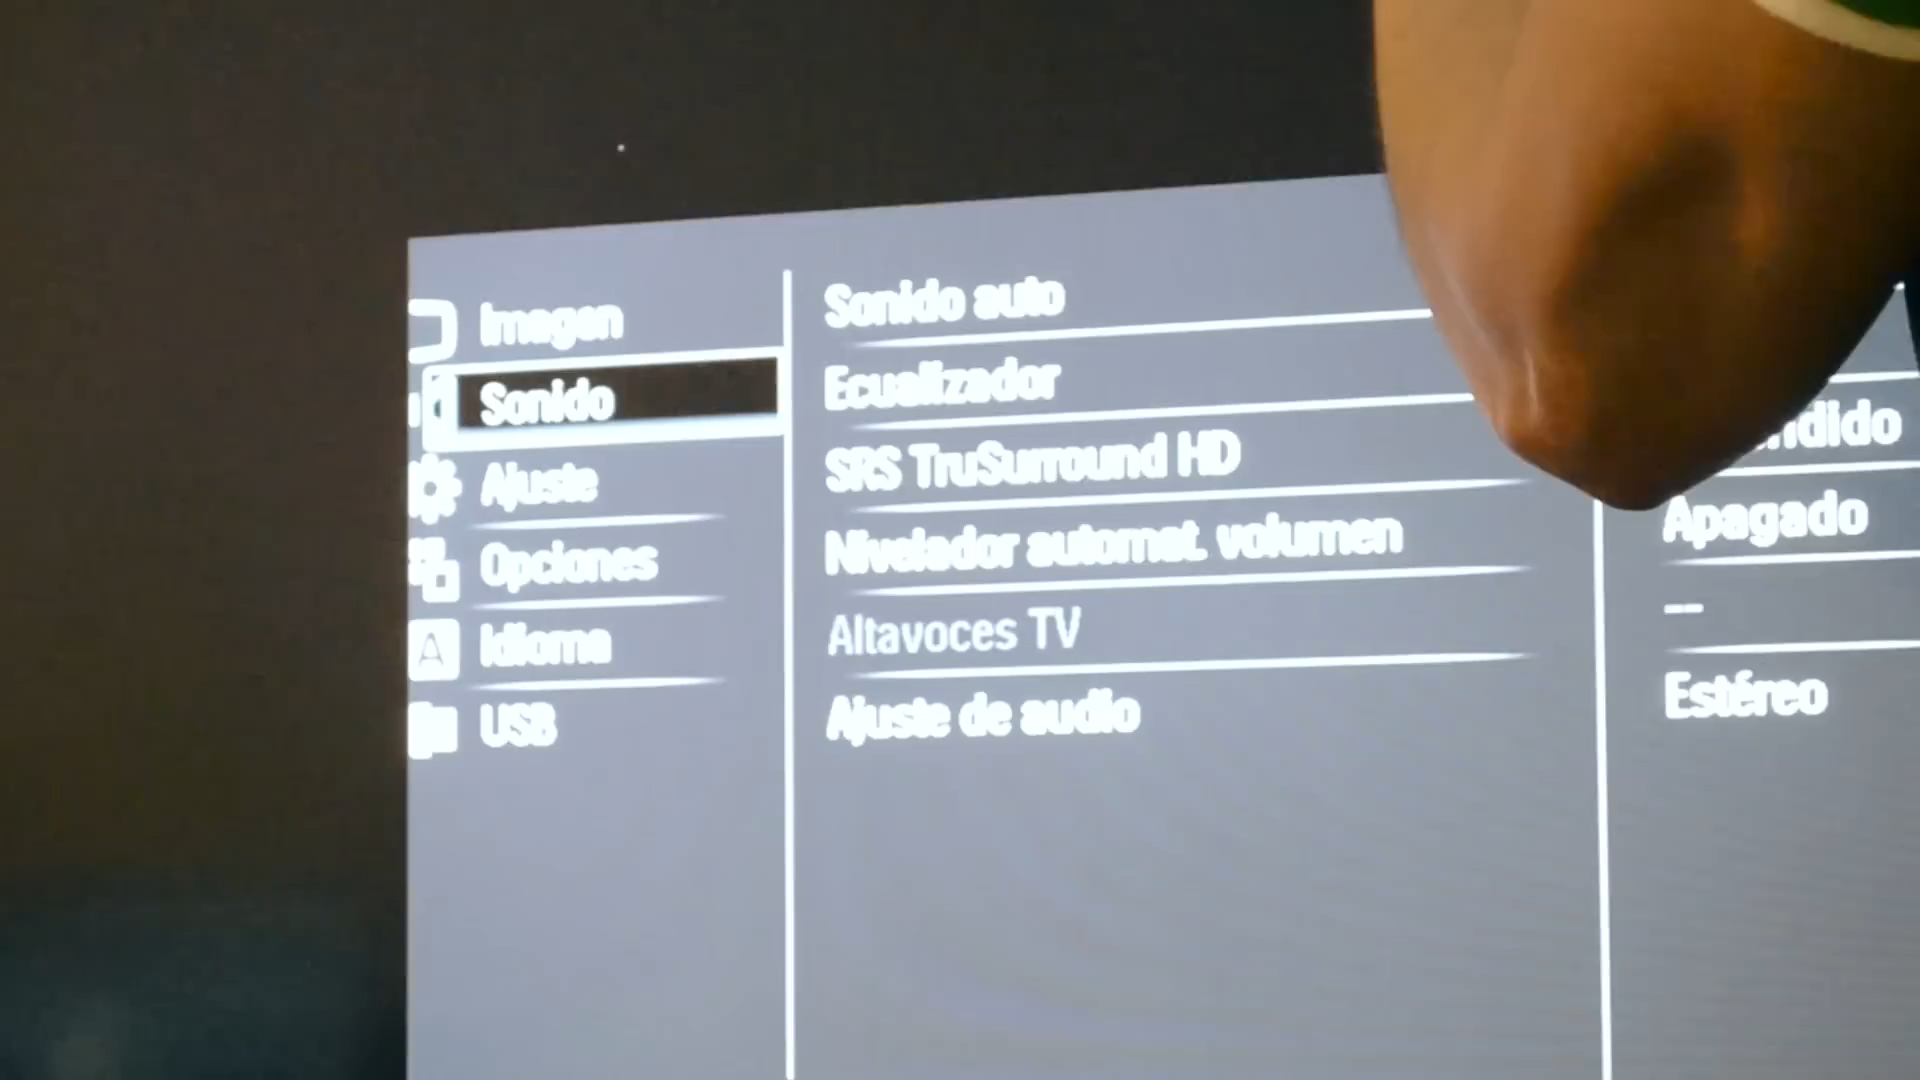 Imagen
Sonido
Ajuste
Opciones
Idioma
USB
Sonido auto
Ecualizador
SRS TruSurround HD
Nivelador automat. volumen
Altavoces TV
Ajuste de audio
Apagado
--
Estéreo